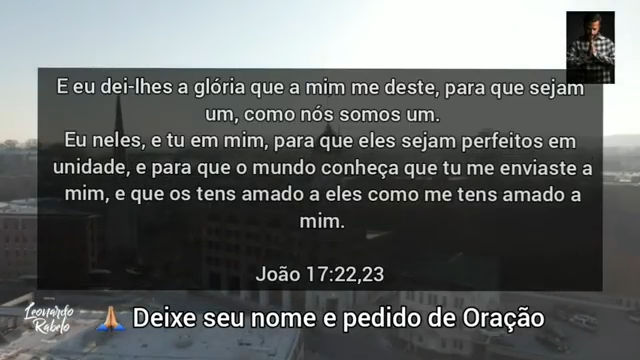 E eu dei-lhes a glória que a mim me deste, para que sejam
um, como nós somos um.
Eu neles, e tu em mim, para que eles sejam perfeitos em
unidade, e para que o mundo conheça que tu me enviaste a
mim, e que os tens amado a eles como me tens amado a
mim.
João 17:22,23
Leonardo
Rabelo
🙏🏽 Deixe seu nome e pedido de Oração